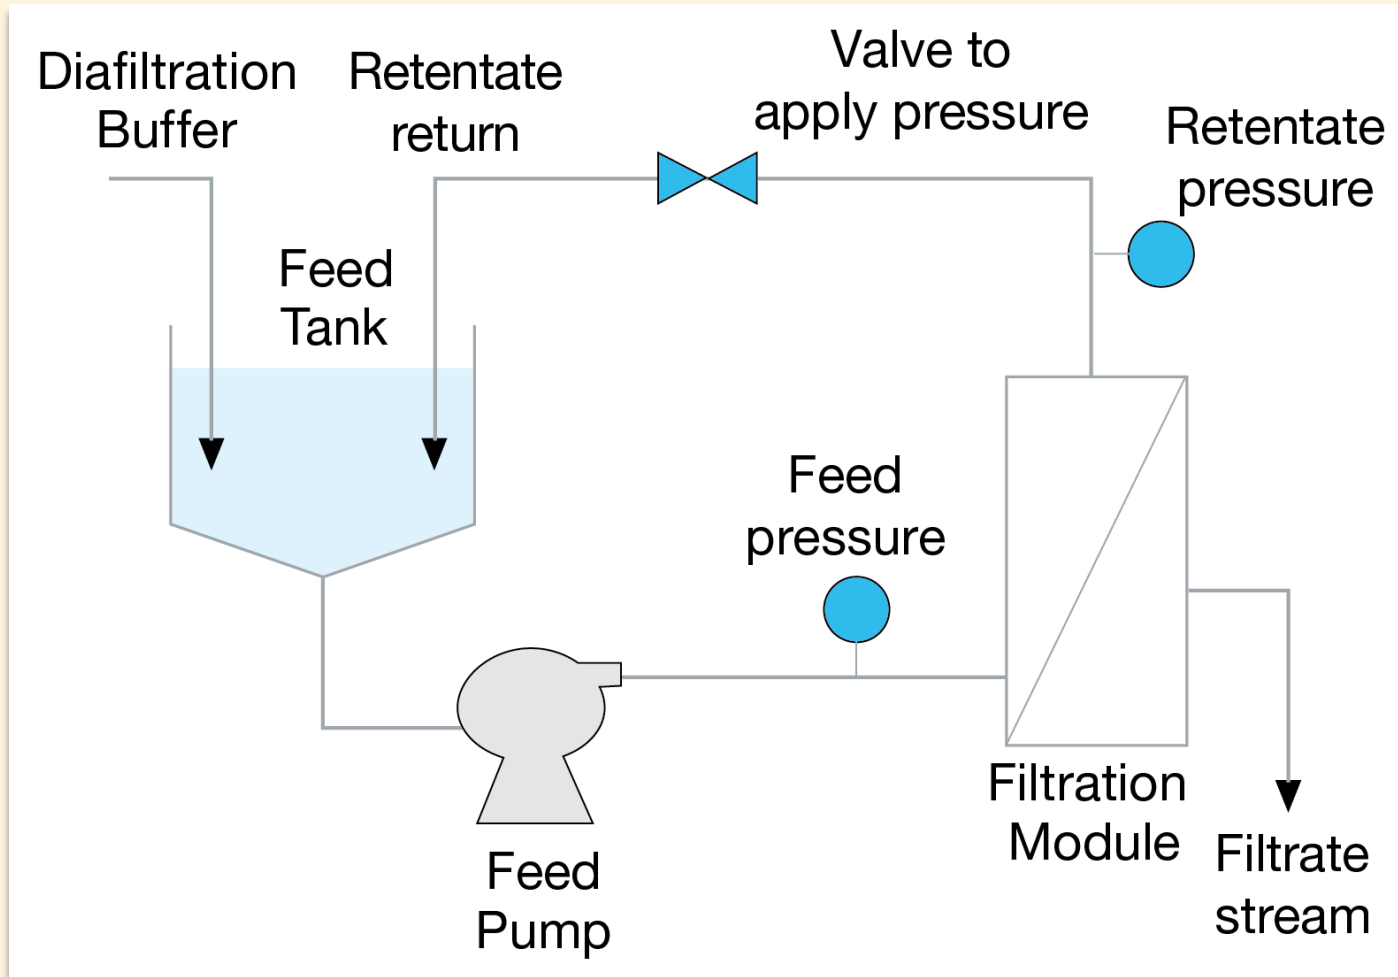 Diafiltration
Buffer
Retentate
return
Valve to
apply pressure
Retentate
pressure
Feed
Tank
Feed
pressure
Filtration
Module
Filtrate
stream
Feed
Pump